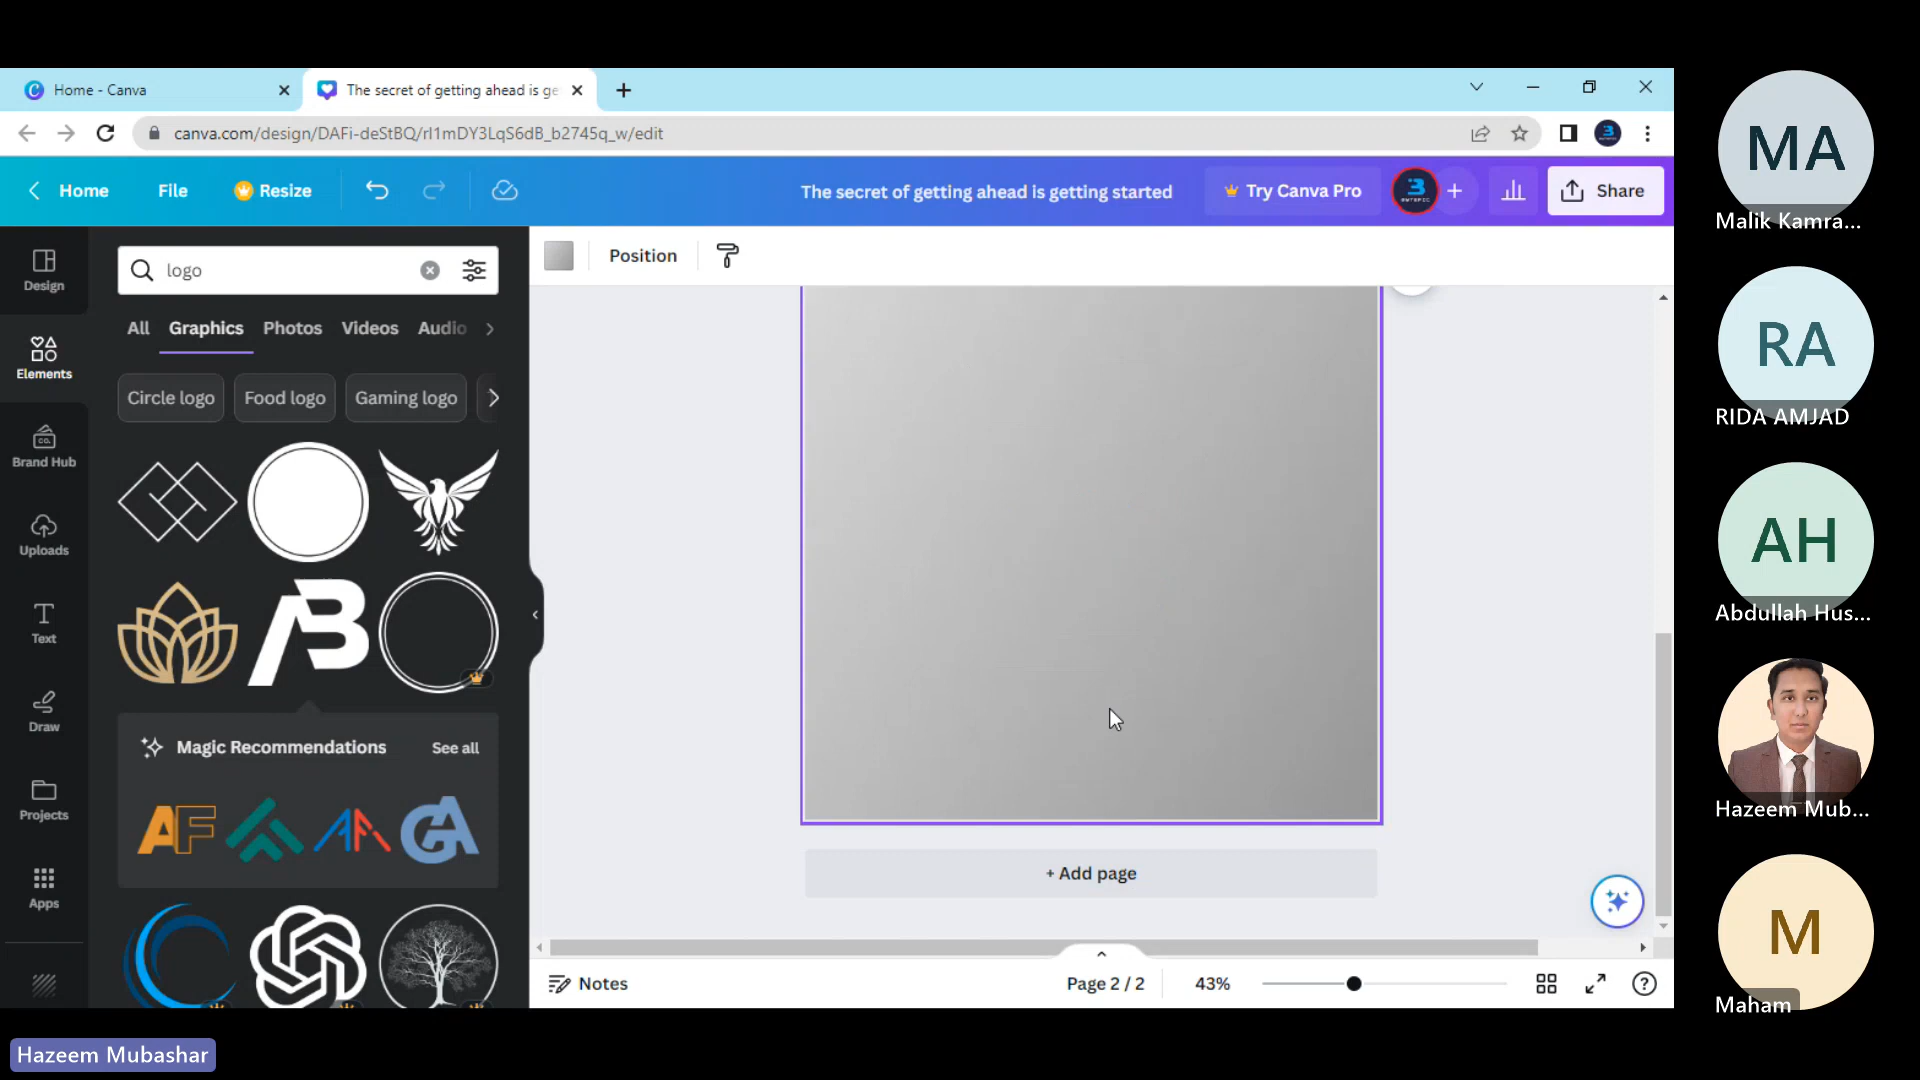 Home - Canva
The secret of getting ahead is ge
canva.com/design/DAFi-deStBQ/rI1mDY3LqS6dB_b2745q_w/edit
Home
File
Resize
The secret of getting ahead is getting started
Try Canva Pro
Share
Design
Elements
Brand Hub
Uploads
Text
Draw
Projects
Apps
logo
All
Graphics
Photos
Videos
Audio
Circle logo
Food logo
Gaming logo
AB
Magic Recommendations
See all
AF
GA
Position
+ Add page
Notes
Page 2 / 2
43%
MA
Malik Kamra...
RA
RIDA AMJAD
AH
Abdullah Hus...
Hazeem Mub...
M
Maham
Hazeem Mubashar